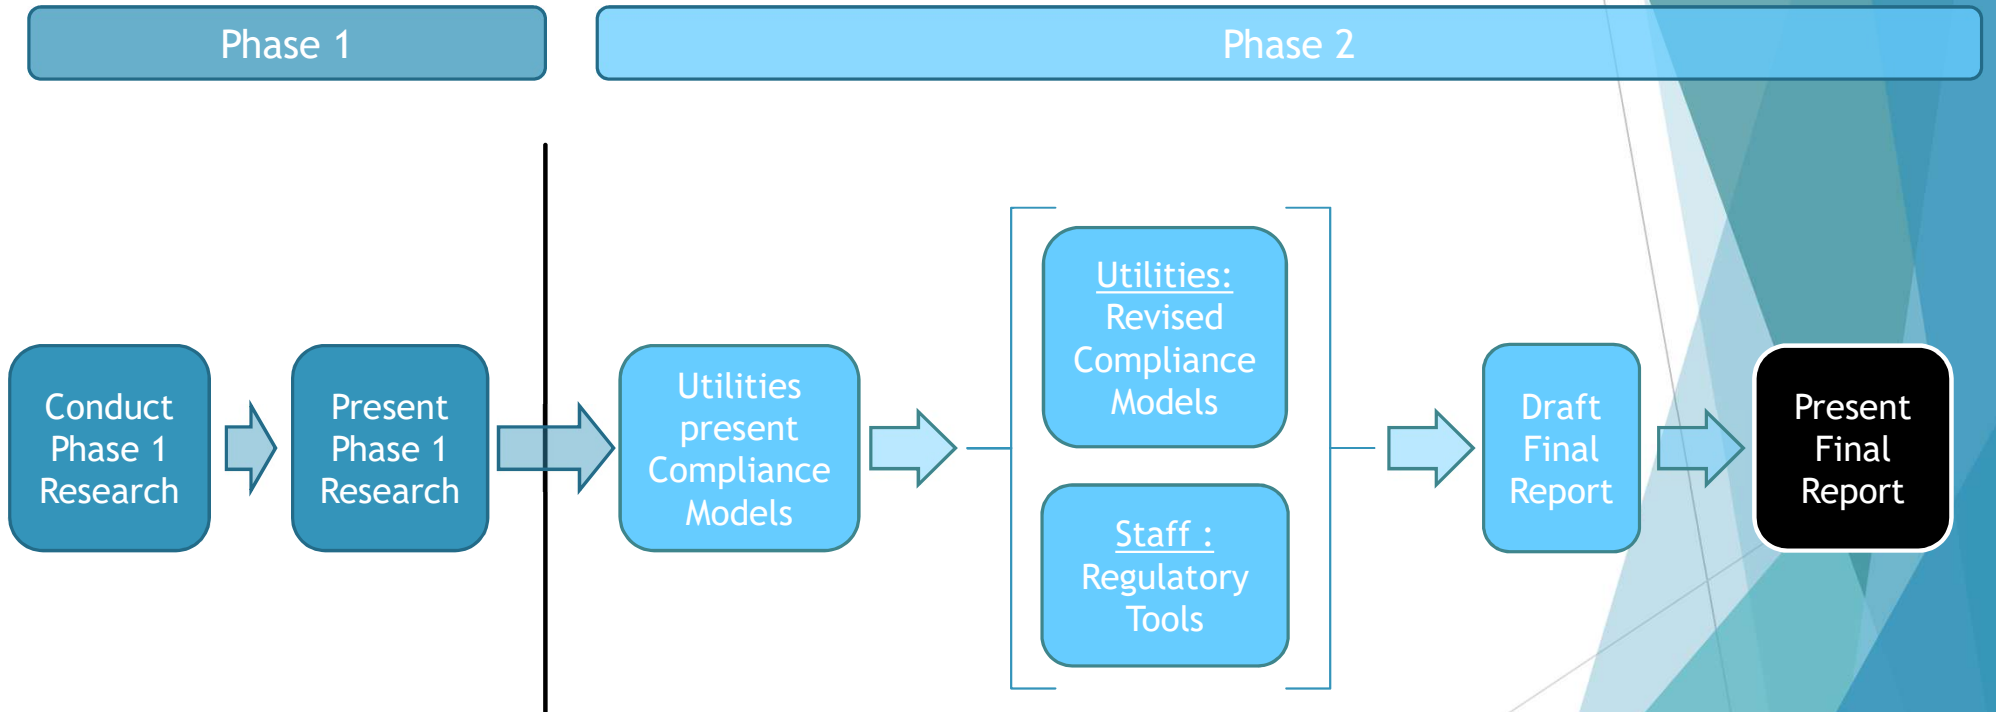 Phase 1
Phase 2
Conduct
Phase 1
Research
Present
Phase 1
Research
Utilities
present
Compliance
Models
Utilities:
Revised
Compliance
Models
Staff :
Regulatory
Tools
Draft
Final
Report
Present
Final
Report